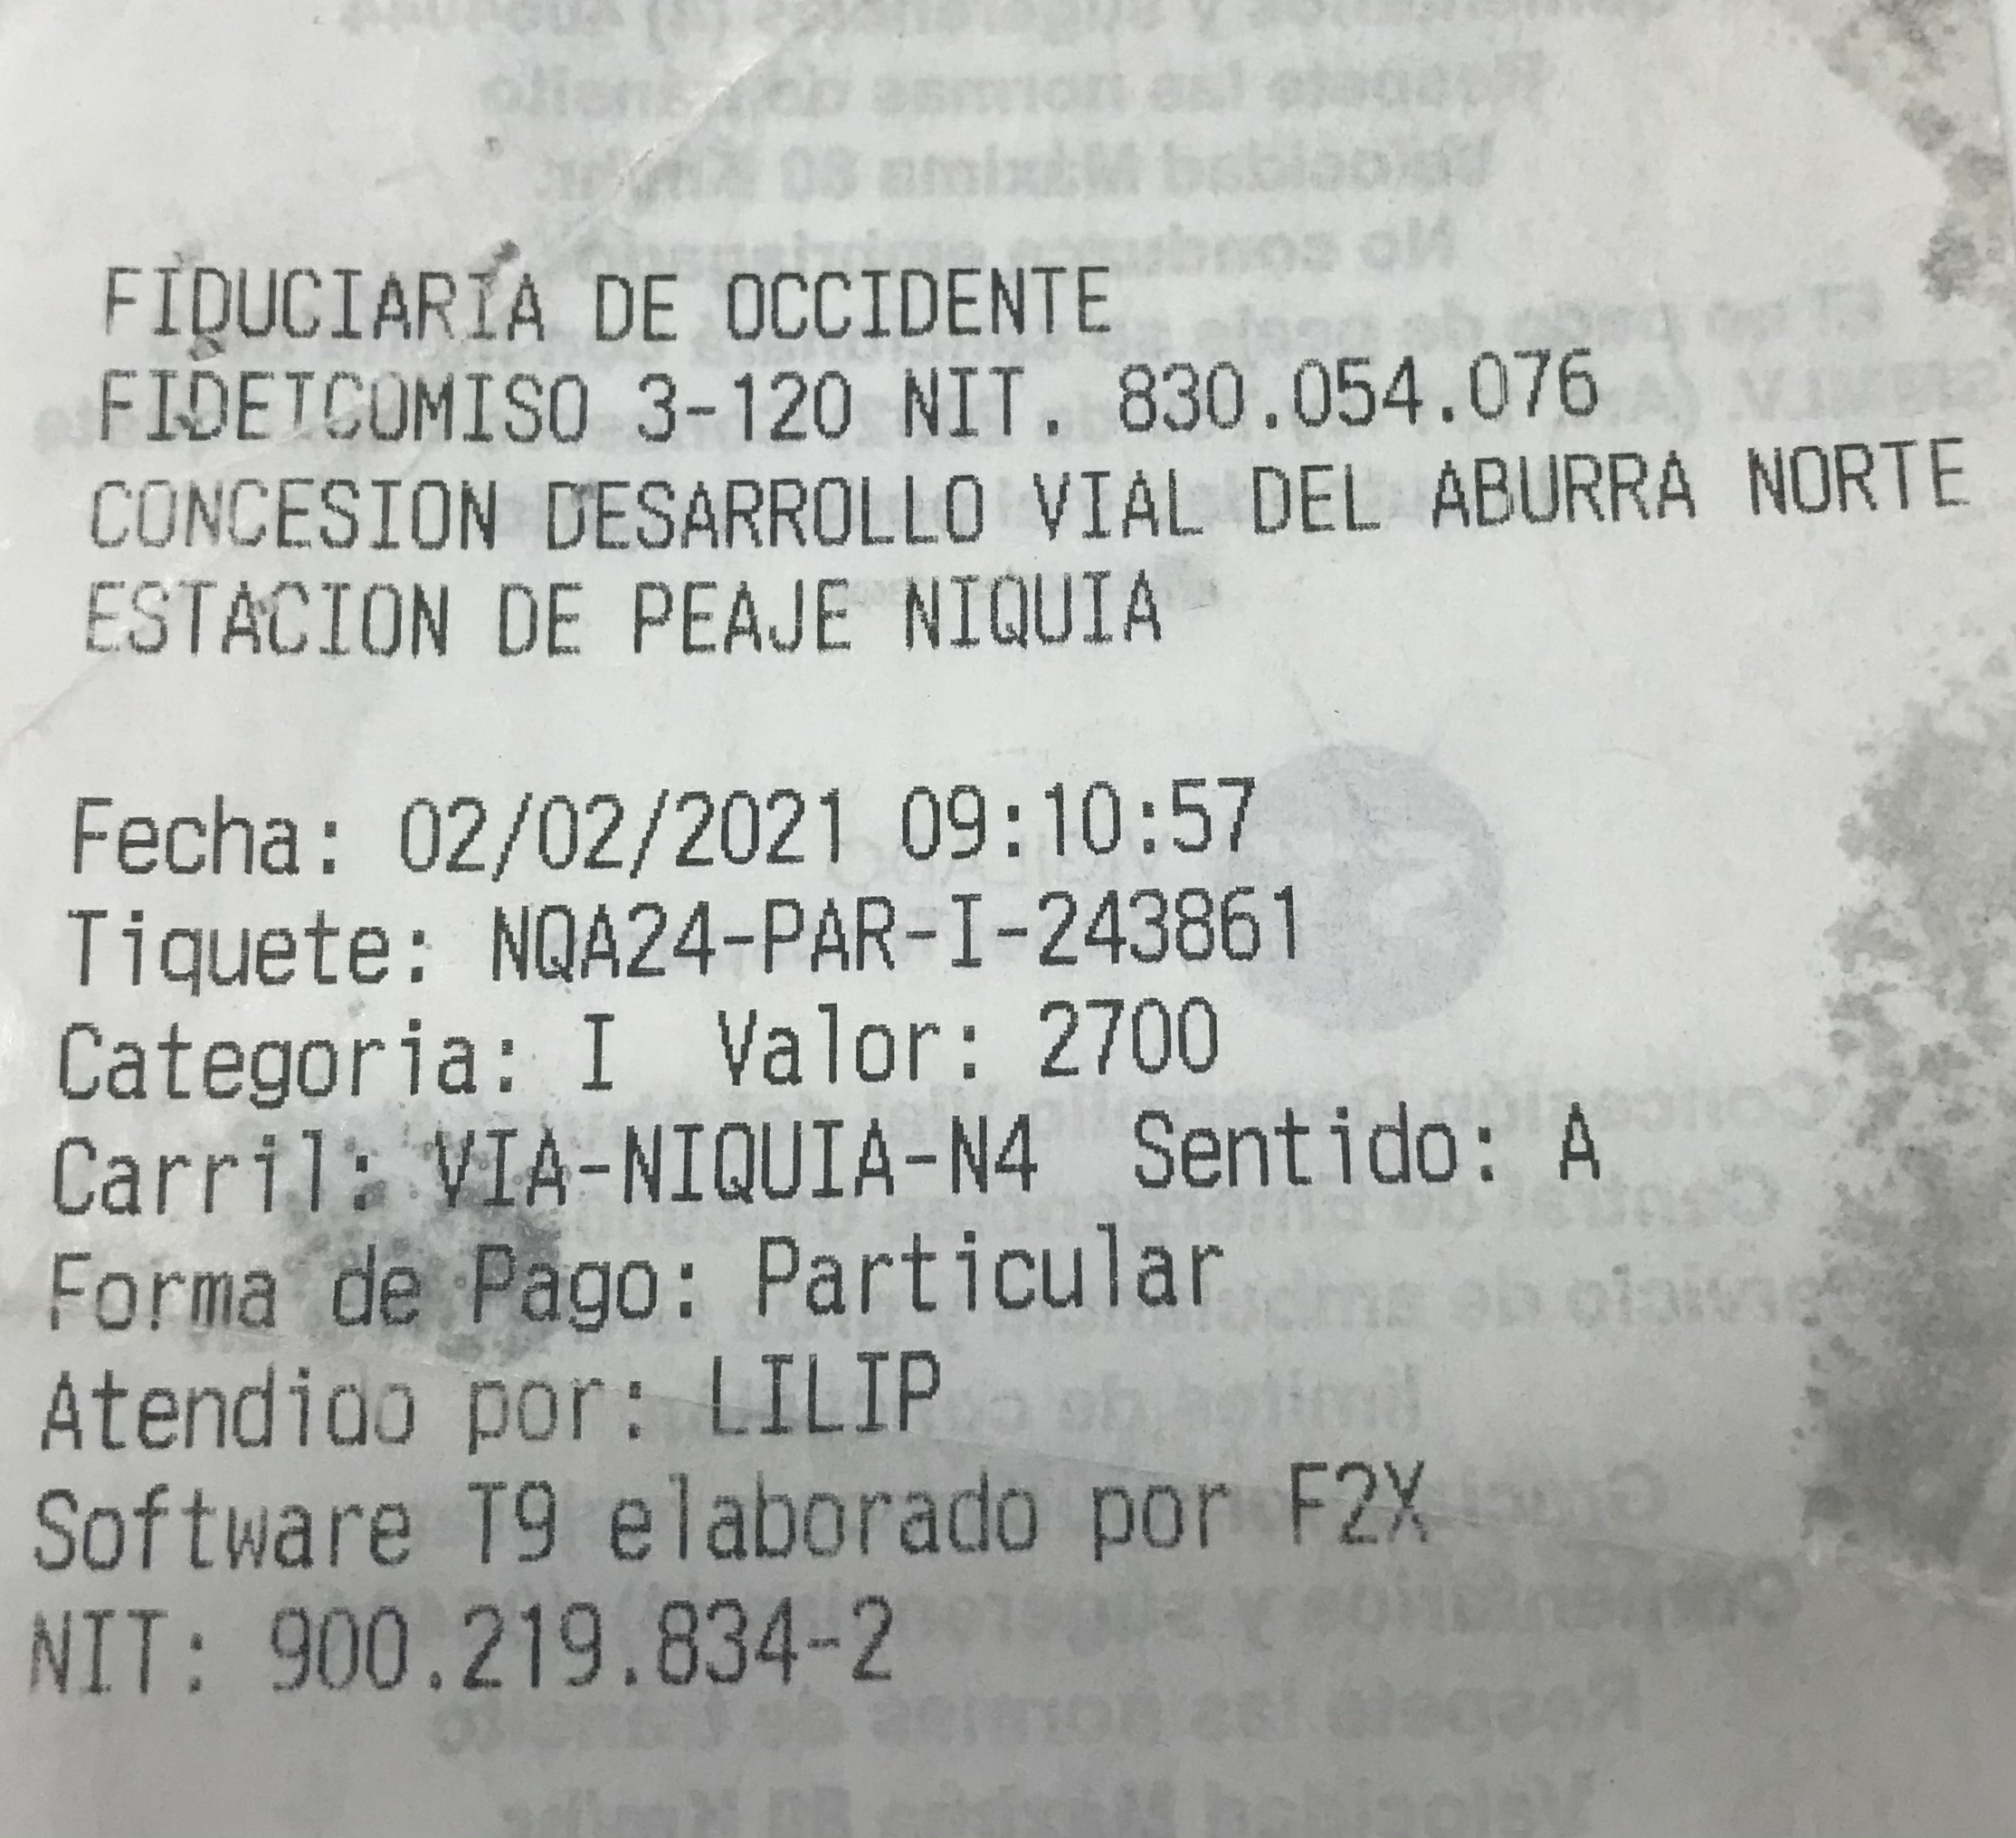 FIDUCIARIA DE OCCIDENTE
FIDEICOMISO 3-120 NIT. 830.054.076
CONCESION DESARROLLO VIAL DEL ABURRA NORTE
ESTACION DE PEAJE NIQUIA
Fecha: 02/02/2021 09:10:57
Tiquete: NQA24-PAR-I-243861
Categoria: I Valor: 2700
Carril: VIA-NIQUIA-N4 Sentido: A
Forma de Pago: Particular
Atendido por: LILIP
Software T9 elaborado por F2X
NIT: 900.219.834-2